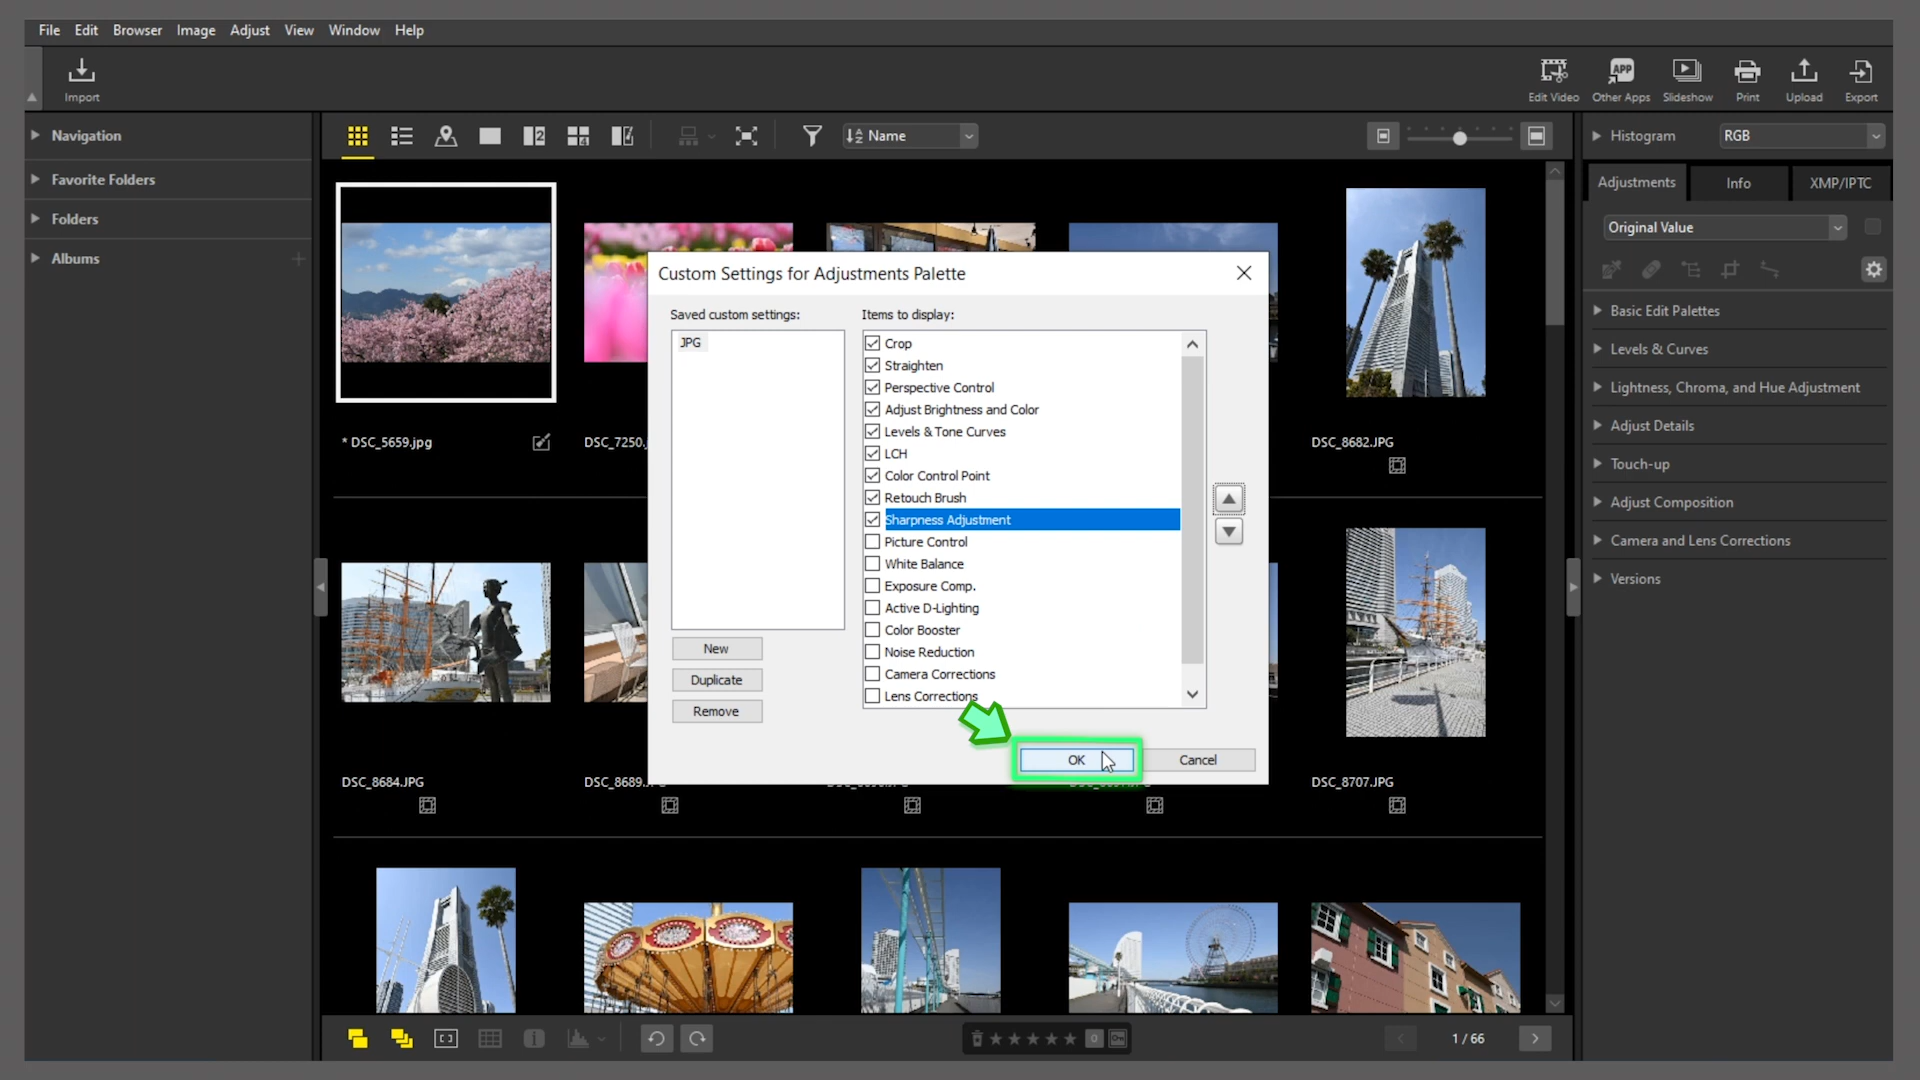 File Edit Browser Image Adjust View Window Help
Import
Edit Video Other Apps Slideshow Print Upload Export
APP
Navigation
Favorite Folders
Folders
Albums
2
4
Name
Histogram RGB
Adjustments Info XMP/IPTC
Original Value
Basic Edit Palettes
Levels & Curves
Lightness, Chroma, and Hue Adjustment
Adjust Details
Touch-up
Adjust Composition
Camera and Lens Corrections
Versions
* DSC_5659.jpg
DSC_7250.j
DSC_8682.JPG
DSC_8684.JPG
DSC_8689.
DSC_8707.JPG
Custom Settings for Adjustments Palette
Saved custom settings:
JPG
New
Duplicate
Remove
Items to display:
Crop
Straighten
Perspective Control
Adjust Brightness and Color
Levels & Tone Curves
LCH
Color Control Point
Retouch Brush
Sharpness Adjustment
Picture Control
White Balance
Exposure Comp.
Active D-Lighting
Color Booster
Noise Reduction
Camera Corrections
Lens Corrections
OK Cancel
0
1 / 66